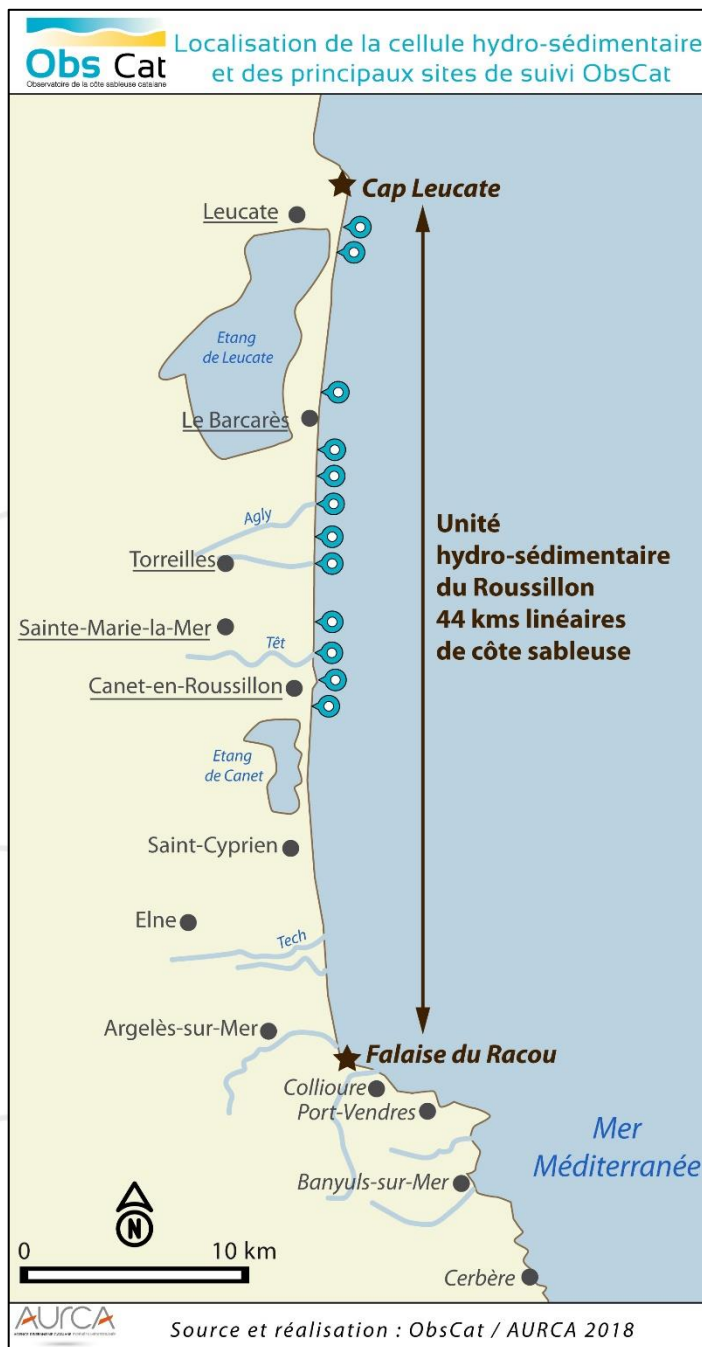 Obs Cat
Observatoire de la côte sableuse catalane
Localisation de la cellule hydro-sédimentaire
et des principaux sites de suivi ObsCat
Cap Leucate
Leucate
Etang
de Leucate
Le Barcarès
Agly
Torreilles
Sainte-Marie-la-Mer
Têt
Canet-en-Roussillon
Etang
de Canet
Unité
hydro-sédimentaire
du Roussillon
44 kms linéaires
de côte sableuse
Saint-Cyprien
Elne
Tech
Argelès-sur-Mer
Falaise du Racou
Collioure
Port-Vendres
Banyuls-sur-Mer
Cerbère
Mer
Méditerranée
N
0 10 km
AURCA
Source et réalisation : ObsCat / AURCA 2018